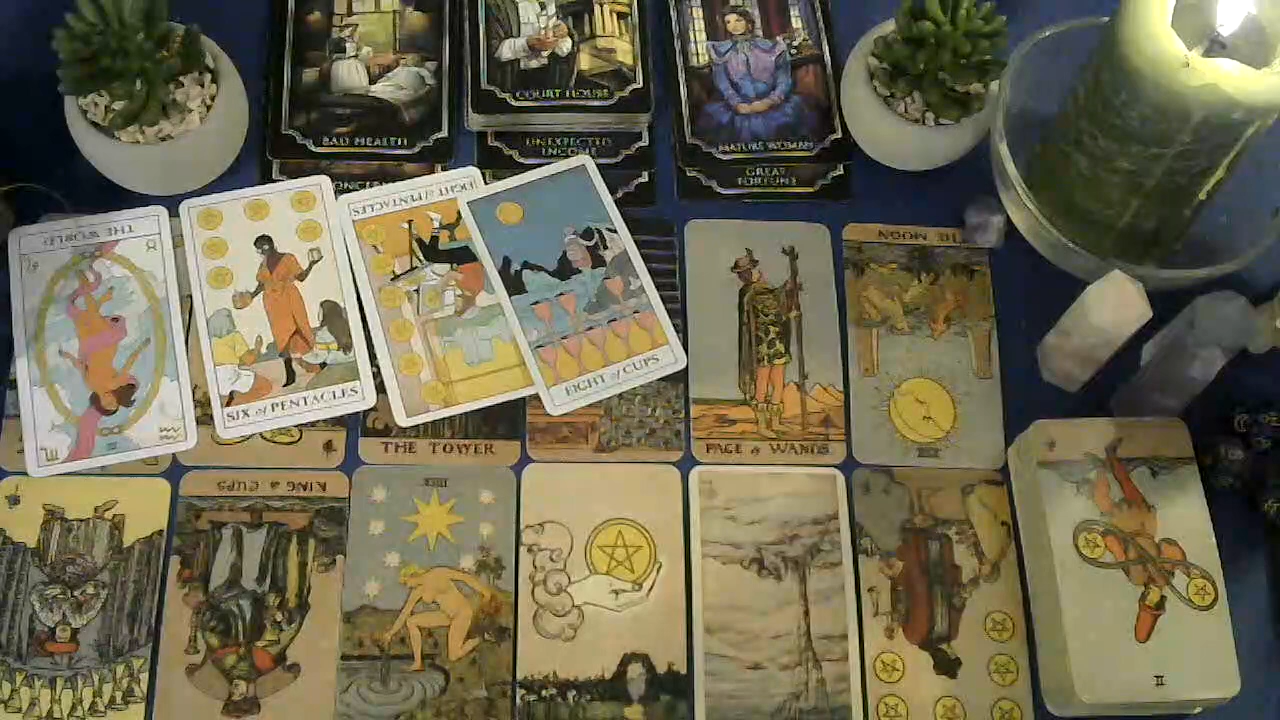 BAD HEALTH
COURT HOUSE
UNEXPECTED
INCOME
MATURE WOMAN
GREAT
FORTUNE
THE WORLD
SIX of PENTACLES
EIGHT of PENTACLES
EIGHT of CUPS
THE TOWER
PAGE of WANDS
THE MOON
KING of CUPS
II